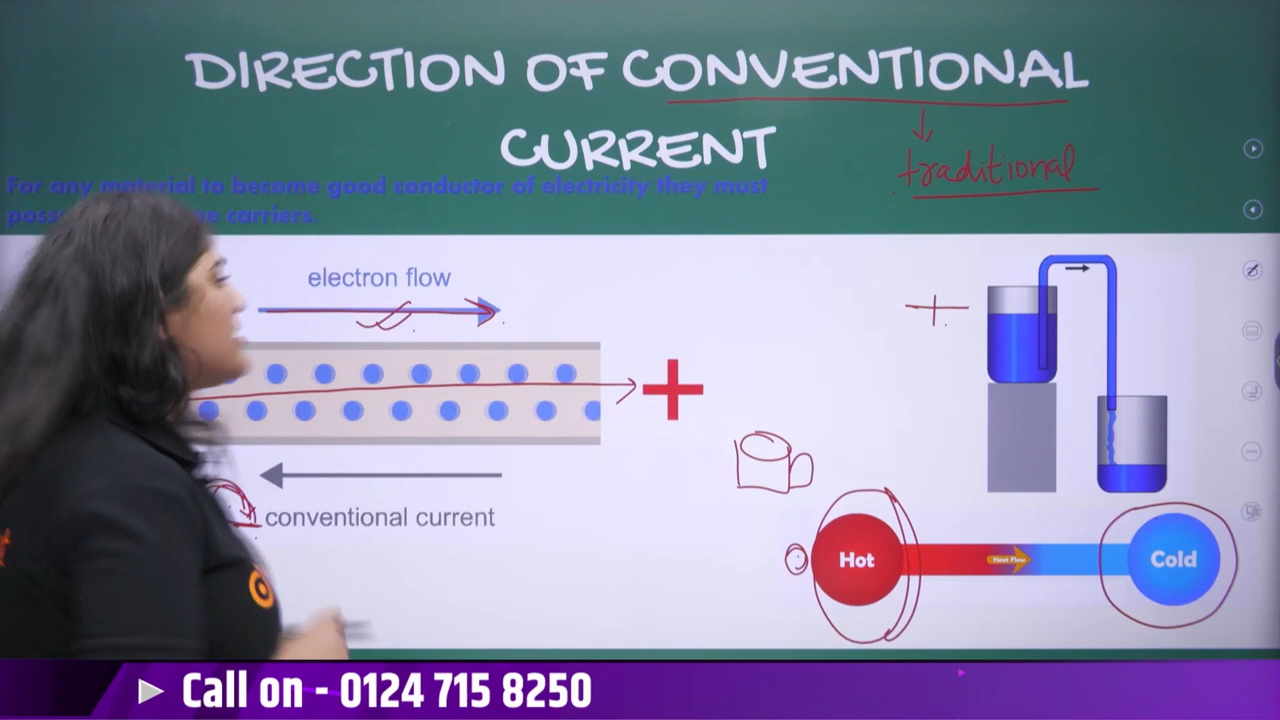 DIRECTION OF CONVENTIONAL
CURRENT
traditional
For any material to become good conductor of electricity they must
carriers.
electron flow
conventional current
Hot
Heat Flow
Cold
Call on - 0124 715 8250